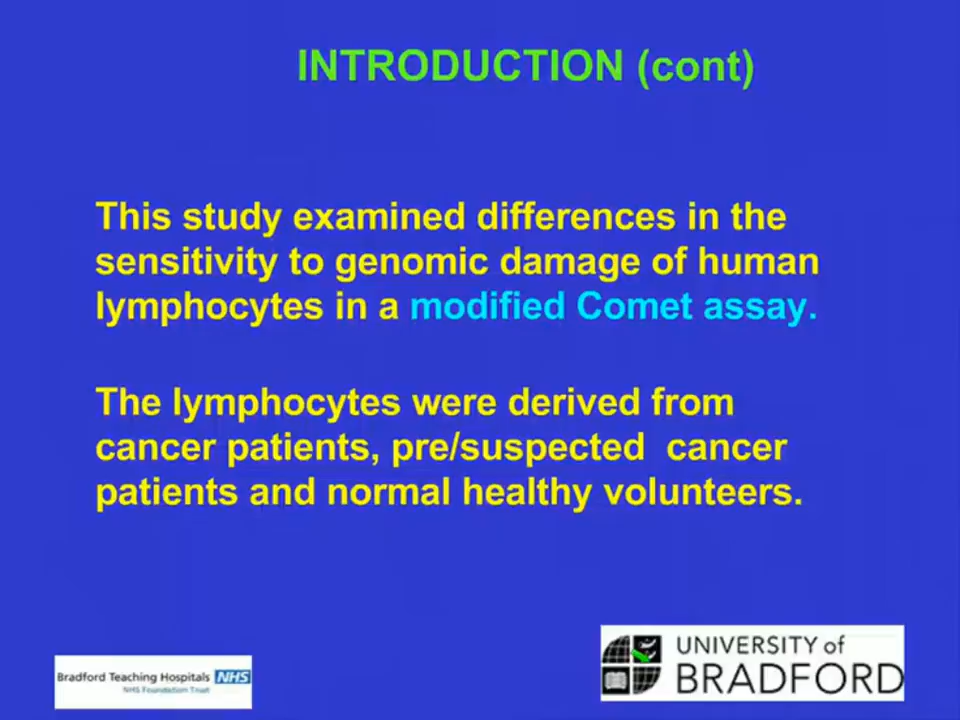 INTRODUCTION (cont)
This study examined differences in the
sensitivity to genomic damage of human
lymphocytes in a modified Comet assay.
The lymphocytes were derived from
cancer patients, pre/suspected cancer
patients and normal healthy volunteers.
Bradford Teaching Hospitals NHS
NHS Foundation Trust
UNIVERSITY of
BRADFORD